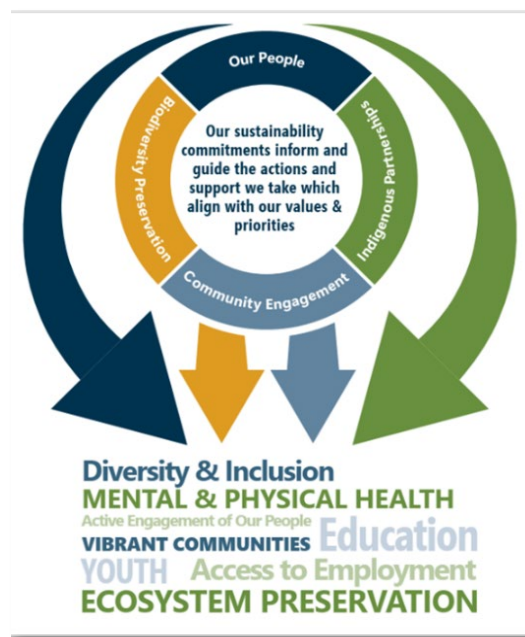 Our People
Biodiversity Preservation
Indigenous Partnerships
Our sustainability
commitments inform and
guide the actions and
support we take which
align with our values &
priorities
Community Engagement
Diversity & Inclusion
MENTAL & PHYSICAL HEALTH
Active Engagement of Our People
VIBRANT COMMUNITIES Education
YOUTH Access to Employment
ECOSYSTEM PRESERVATION